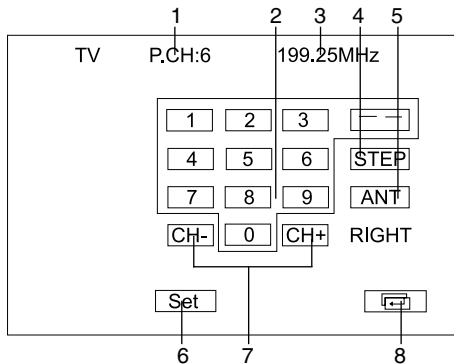 1 2 3 4 5
TV P.CH:6 199.25MHz
1 2 3 — —
4 5 6 STEP
7 8 9 ANT
CH- 0 CH+ RIGHT
Set
6 7 8